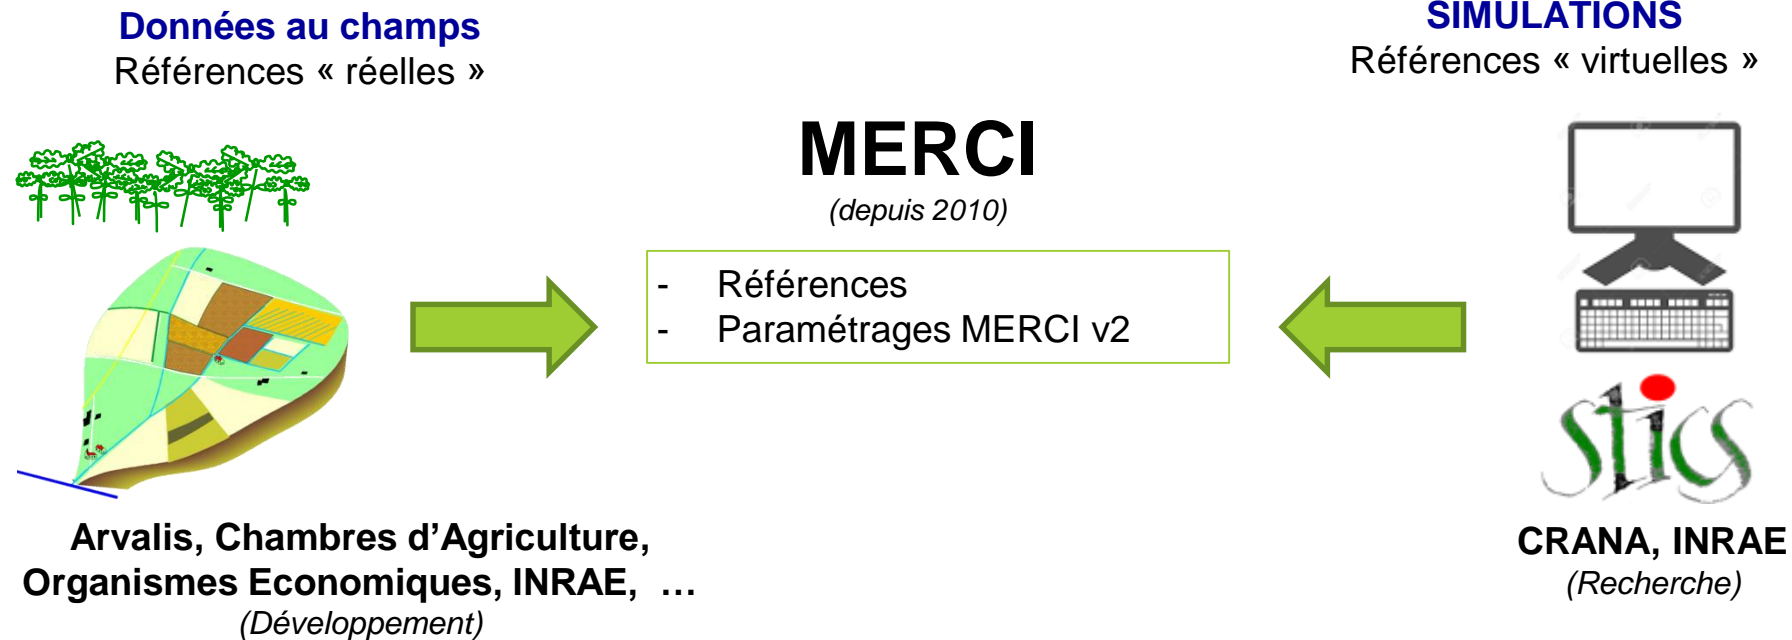 Données au champs
Références « réelles »
SIMULATIONS
Références « virtuelles »
MERCI
(depuis 2010)
- Références
- Paramétrages MERCI v2
stics
Arvalis, Chambres d’Agriculture,
Organismes Economiques, INRAE, …
(Développement)
CRANA, INRAE
(Recherche)